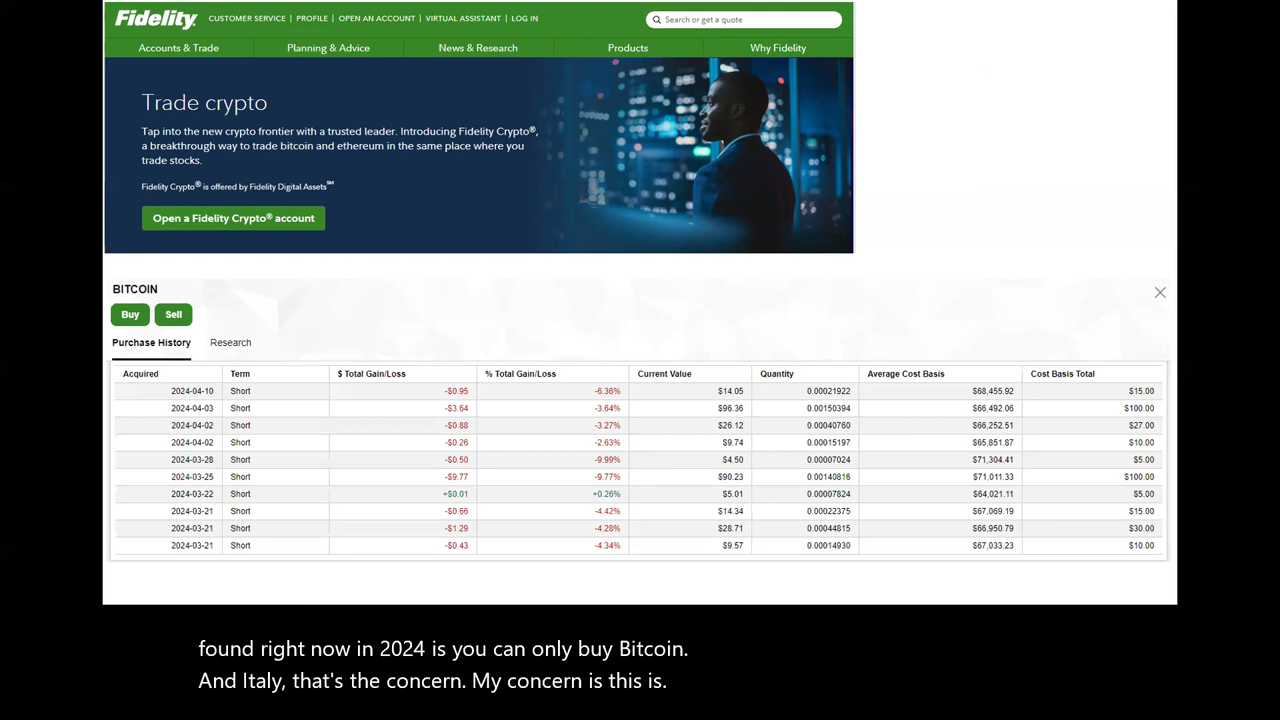 Fidelity
CUSTOMER SERVICE | PROFILE | OPEN AN ACCOUNT | VIRTUAL ASSISTANT | LOG IN
Search or get a quote
Accounts & Trade Planning & Advice News & Research Products Why Fidelity
Trade crypto
Tap into the new crypto frontier with a trusted leader. Introducing Fidelity Crypto®,
a breakthrough way to trade bitcoin and ethereum in the same place where you
trade stocks.
Fidelity Crypto® is offered by Fidelity Digital Assets℠
Open a Fidelity Crypto® account
BITCOIN
Buy Sell
Purchase History Research
Acquired Term $ Total Gain/Loss % Total Gain/Loss Current Value Quantity Average Cost Basis Cost Basis Total
2024-04-10 Short -$0.95 -6.36% $14.05 0.00021922 $68,455.92 $15.00
2024-04-03 Short -$3.64 -3.64% $96.36 0.00150394 $66,492.06 $100.00
2024-04-02 Short -$0.88 -3.27% $26.12 0.00040760 $66,252.51 $27.00
2024-04-02 Short -$0.26 -2.63% $9.74 0.00015197 $65,851.87 $10.00
2024-03-28 Short -$0.50 -9.99% $4.50 0.00007024 $71,304.41 $5.00
2024-03-25 Short -$9.77 -9.77% $90.23 0.00140816 $71,011.33 $100.00
2024-03-22 Short +$0.01 +0.26% $5.01 0.00007824 $64,021.11 $5.00
2024-03-21 Short -$0.66 -4.42% $14.34 0.00022375 $67,069.19 $15.00
2024-03-21 Short -$1.29 -4.28% $28.71 0.00044815 $66,950.79 $30.00
2024-03-21 Short -$0.43 -4.34% $9.57 0.00014930 $67,033.23 $10.00
found right now in 2024 is you can only buy Bitcoin.
And Italy, that's the concern. My concern is this is.